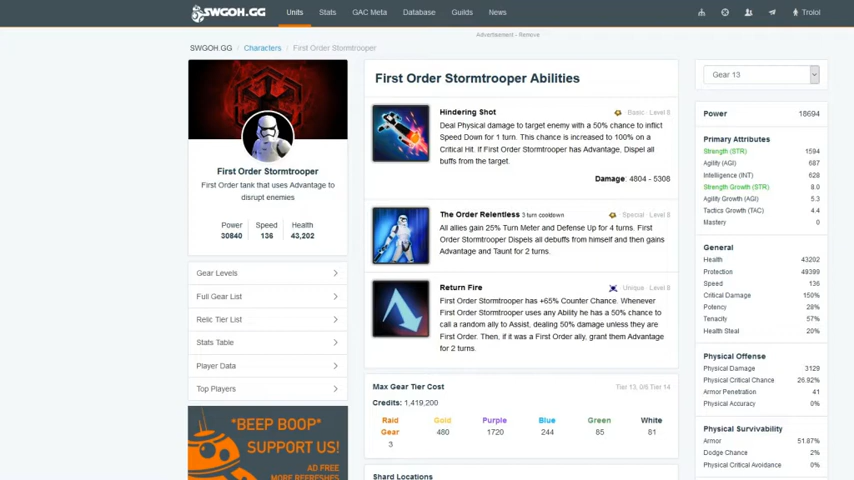 SWGOH.GG
Units Stats GAC Meta Database Guilds News Trolol
Advertisement - Remove
SWGOH.GG Characters First Order Stormtrooper
First Order Stormtrooper
First Order tank that uses Advantage to
disrupt enemies
Power Speed Health
30840 136 43,202
Gear Levels
Full Gear List
Relic Tier List
Stats Table
Player Data
Top Players
"BEEP BOOP"
SUPPORT US!
AD FREE
MORE REFRESHES
First Order Stormtrooper Abilities
Hindering Shot Basic · Level 8
Deal Physical damage to target enemy with a 50% chance to inflict
Speed Down for 1 turn. This chance is increased to 100% on a
Critical Hit. If First Order Stormtrooper has Advantage, Dispel all
buffs from the target.
Damage: 4804 - 5308
The Order Relentless 3 turn cooldown Special · Level 8
All allies gain 25% Turn Meter and Defense Up for 4 turns. First
Order Stormtrooper Dispels all debuffs from himself and then gains
Advantage and Taunt for 2 turns.
Return Fire Unique · Level 8
First Order Stormtrooper has +65% Counter Chance. Whenever
First Order Stormtrooper uses any Ability he has a 50% chance to
call a random ally to Assist, dealing 50% damage unless they are
First Order. Then, if it was a First Order ally, grant them Advantage
for 2 turns.
Max Gear Tier Cost Tier 13, 0/6 Tier 14
Credits: 1,419,200
Raid Gold Purple Blue Green White
Gear 480 1720 244 85 81
3
Shard Locations
Gear 13
Power 18694
Primary Attributes
Strength (STR) 1594
Agility (AGI) 687
Intelligence (INT) 628
Strength Growth (STR) 8.0
Agility Growth (AGI) 5.3
Tactics Growth (TAC) 4.4
Mastery 0
General
Health 43202
Protection 49399
Speed 136
Critical Damage 150%
Potency 28%
Tenacity 57%
Health Steal 20%
Physical Offense
Physical Damage 3129
Physical Critical Chance 26.92%
Armor Penetration 41
Physical Accuracy 0%
Physical Survivability
Armor 51.87%
Dodge Chance 2%
Physical Critical Avoidance 0%